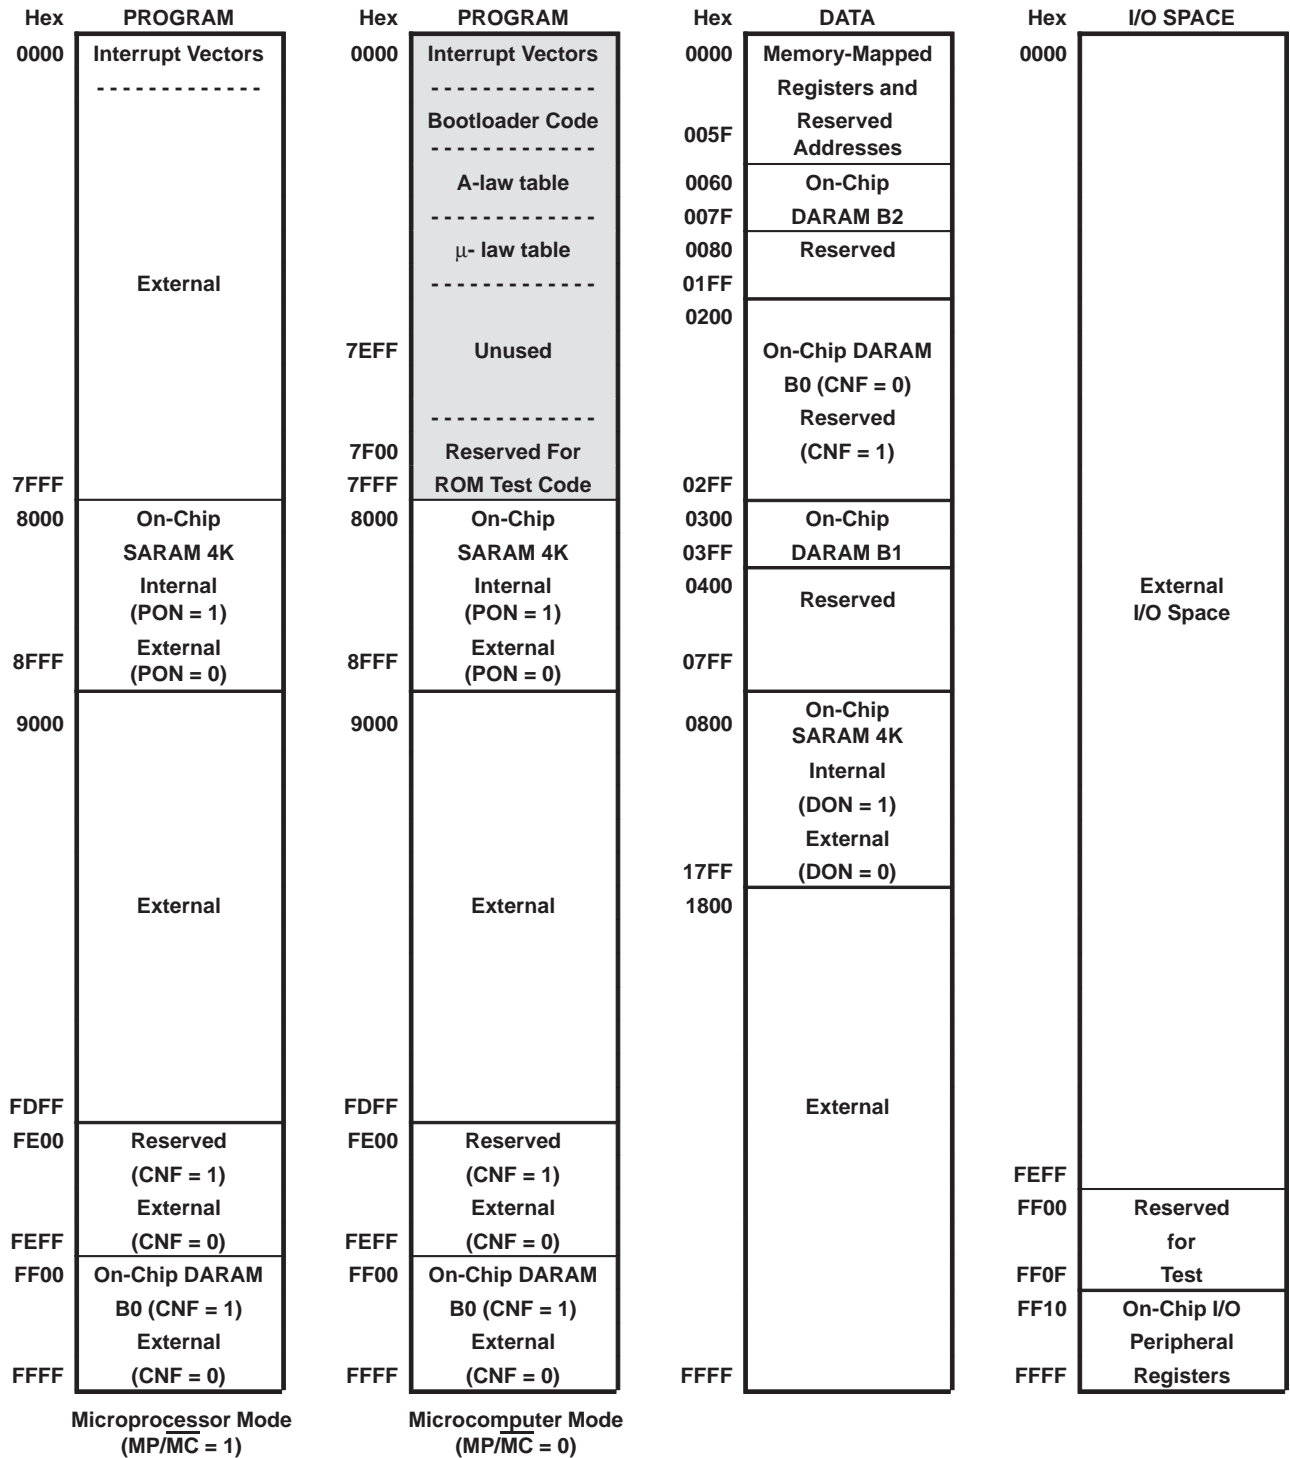 Hex PROGRAM
0000 Interrupt Vectors
External
7FFF
8000 On-Chip
SARAM 4K
Internal
(PON = 1)
External
8FFF (PON = 0)
9000
External
FDFF
FE00 Reserved
(CNF = 1)
External
FEFF (CNF = 0)
FF00 On-Chip DARAM
B0 (CNF = 1)
External
FFFF (CNF = 0)
Microprocessor Mode
(MP/MC = 1)
Hex PROGRAM
0000 Interrupt Vectors
Bootloader Code
A-law table
μ- law table
7EFF Unused
7F00 Reserved For
7FFF ROM Test Code
8000 On-Chip
SARAM 4K
Internal
(PON = 1)
External
8FFF (PON = 0)
9000
External
FDFF
FE00 Reserved
(CNF = 1)
External
FEFF (CNF = 0)
FF00 On-Chip DARAM
B0 (CNF = 1)
External
FFFF (CNF = 0)
Microcomputer Mode
(MP/MC = 0)
Hex DATA
0000 Memory-Mapped
Registers and
005F Reserved
Addresses
0060 On-Chip
007F DARAM B2
0080 Reserved
01FF
0200
On-Chip DARAM
B0 (CNF = 0)
Reserved
(CNF = 1)
02FF
0300 On-Chip
03FF DARAM B1
0400
Reserved
07FF
0800 On-Chip
SARAM 4K
Internal
(DON = 1)
External
17FF (DON = 0)
1800
External
FFFF
Hex I/O SPACE
0000
External
I/O Space
FEFF
FF00 Reserved
for
FF0F Test
FF10 On-Chip I/O
Peripheral
FFFF Registers